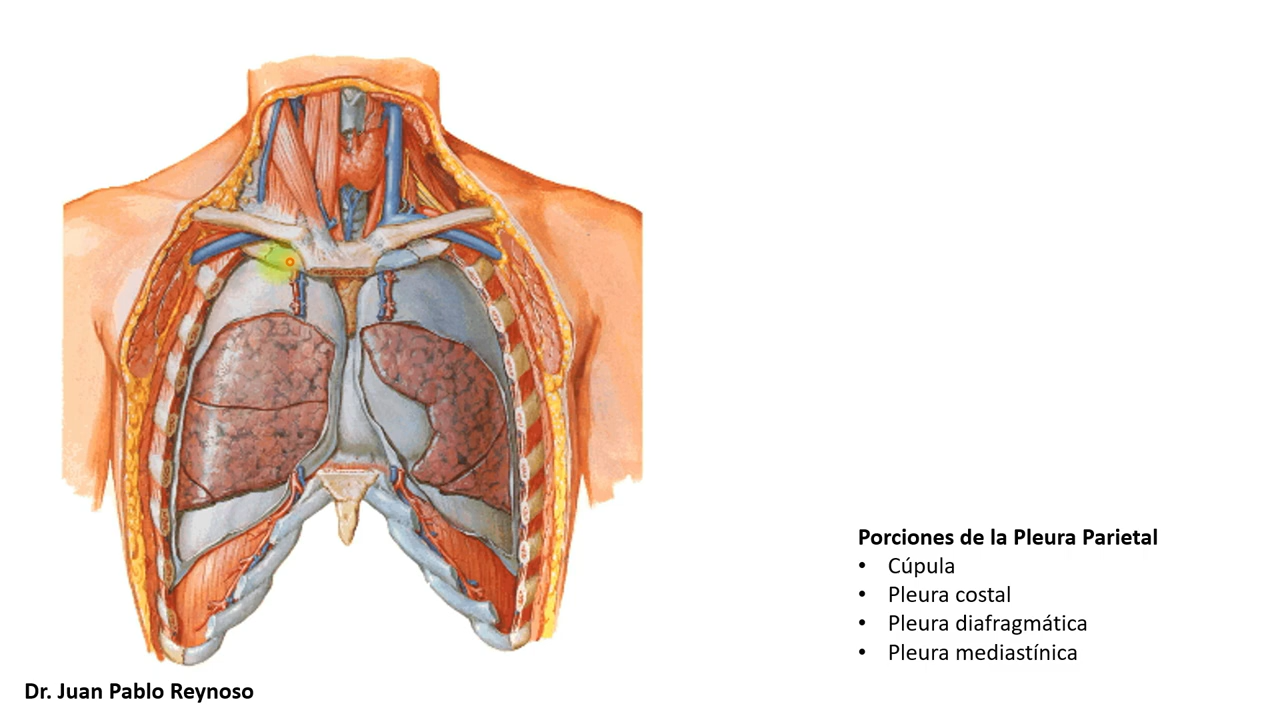 Porciones de la Pleura Parietal
• Cúpula
• Pleura costal
• Pleura diafragmática
• Pleura mediastínica
Dr. Juan Pablo Reynoso